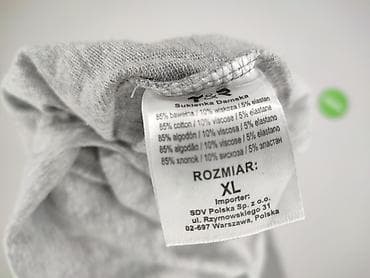 Sukienka Damska
85% bawełna / 10% wiskoza / 5% elastan
85% cotton / 10% viscose / 5% elastane
85% algodón / 10% viscosa / 5% elastano
85% algodão / 10% viscose / 5% elastano
85% хлопок / 10% вискоза / 5% эластан
ROZMIAR:
XL
Importer:
SDV Polska Sp. z o.o.
ul. Rzymowskiego 31
02-697 Warszawa, Polska